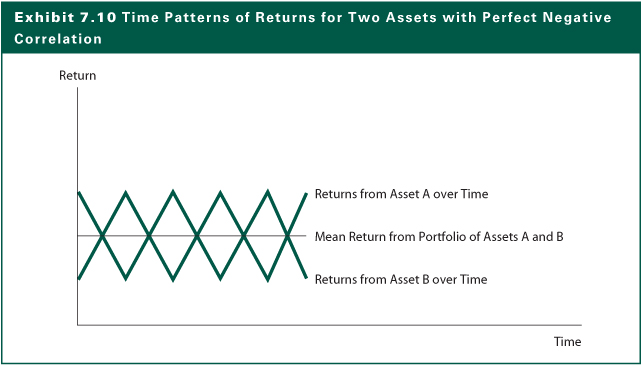 Exhibit 7.10 Time Patterns of Returns for Two Assets with Perfect Negative
Correlation
Return
Returns from Asset A over Time
Mean Return from Portfolio of Assets A and B
Returns from Asset B over Time
Time